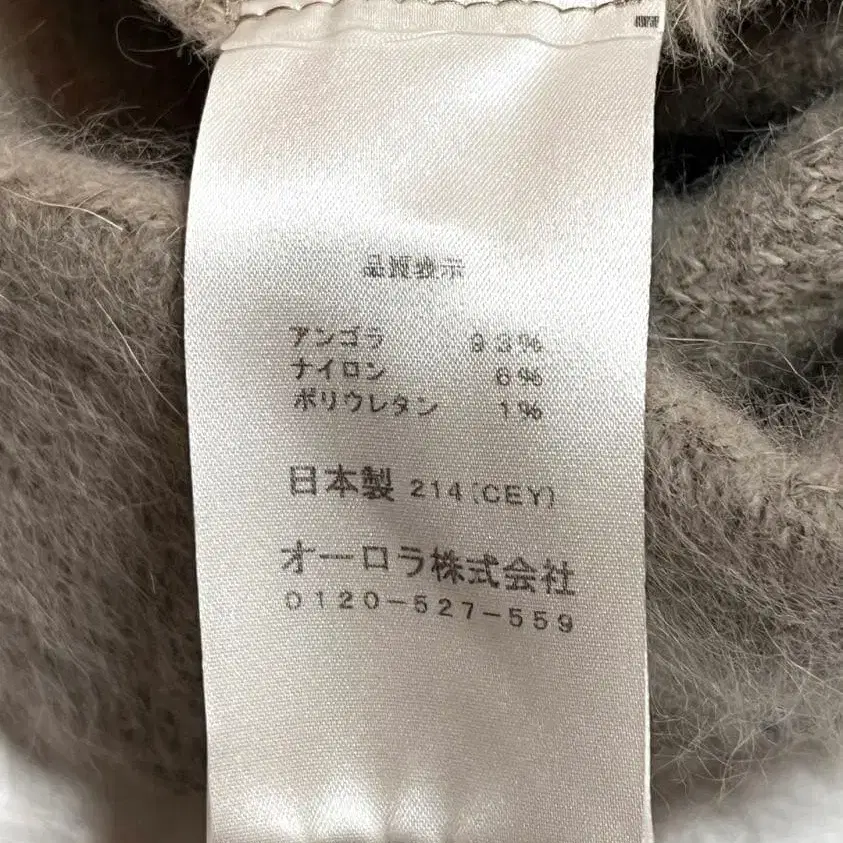 品質表示
アンゴラ 93%
ナイロン 6%
ポリウレタン 1%
日本製 214(CEY)
オーロラ株式会社
0120-527-559